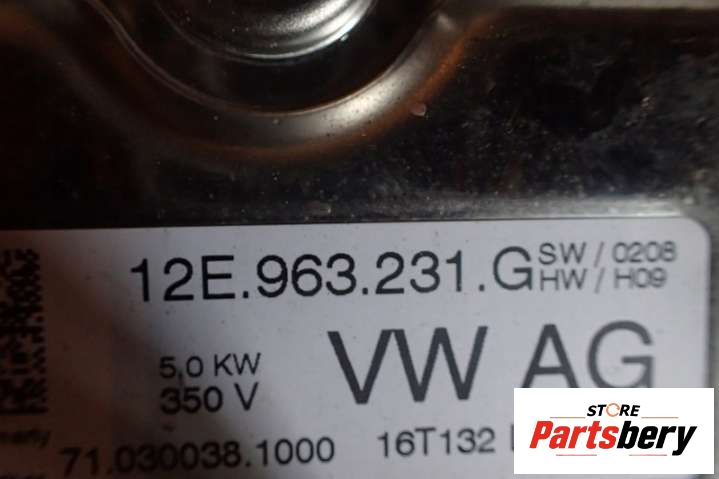 12E.963.231.G SW / 0208
HW / H09
5,0 KW
350 V
VW AG
71.030038.1000 16T132
STORE
Partsbery